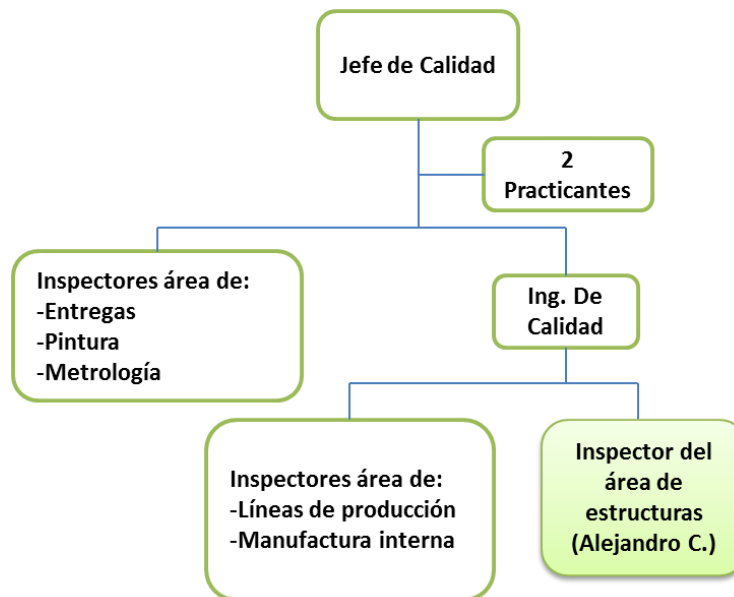 Jefe de Calidad
2
Practicantes
Inspectores área de:
-Entregas
-Pintura
-Metrología
Ing. De
Calidad
Inspectores área de:
-Líneas de producción
-Manufactura interna
Inspector del
área de
estructuras
(Alejandro C.)